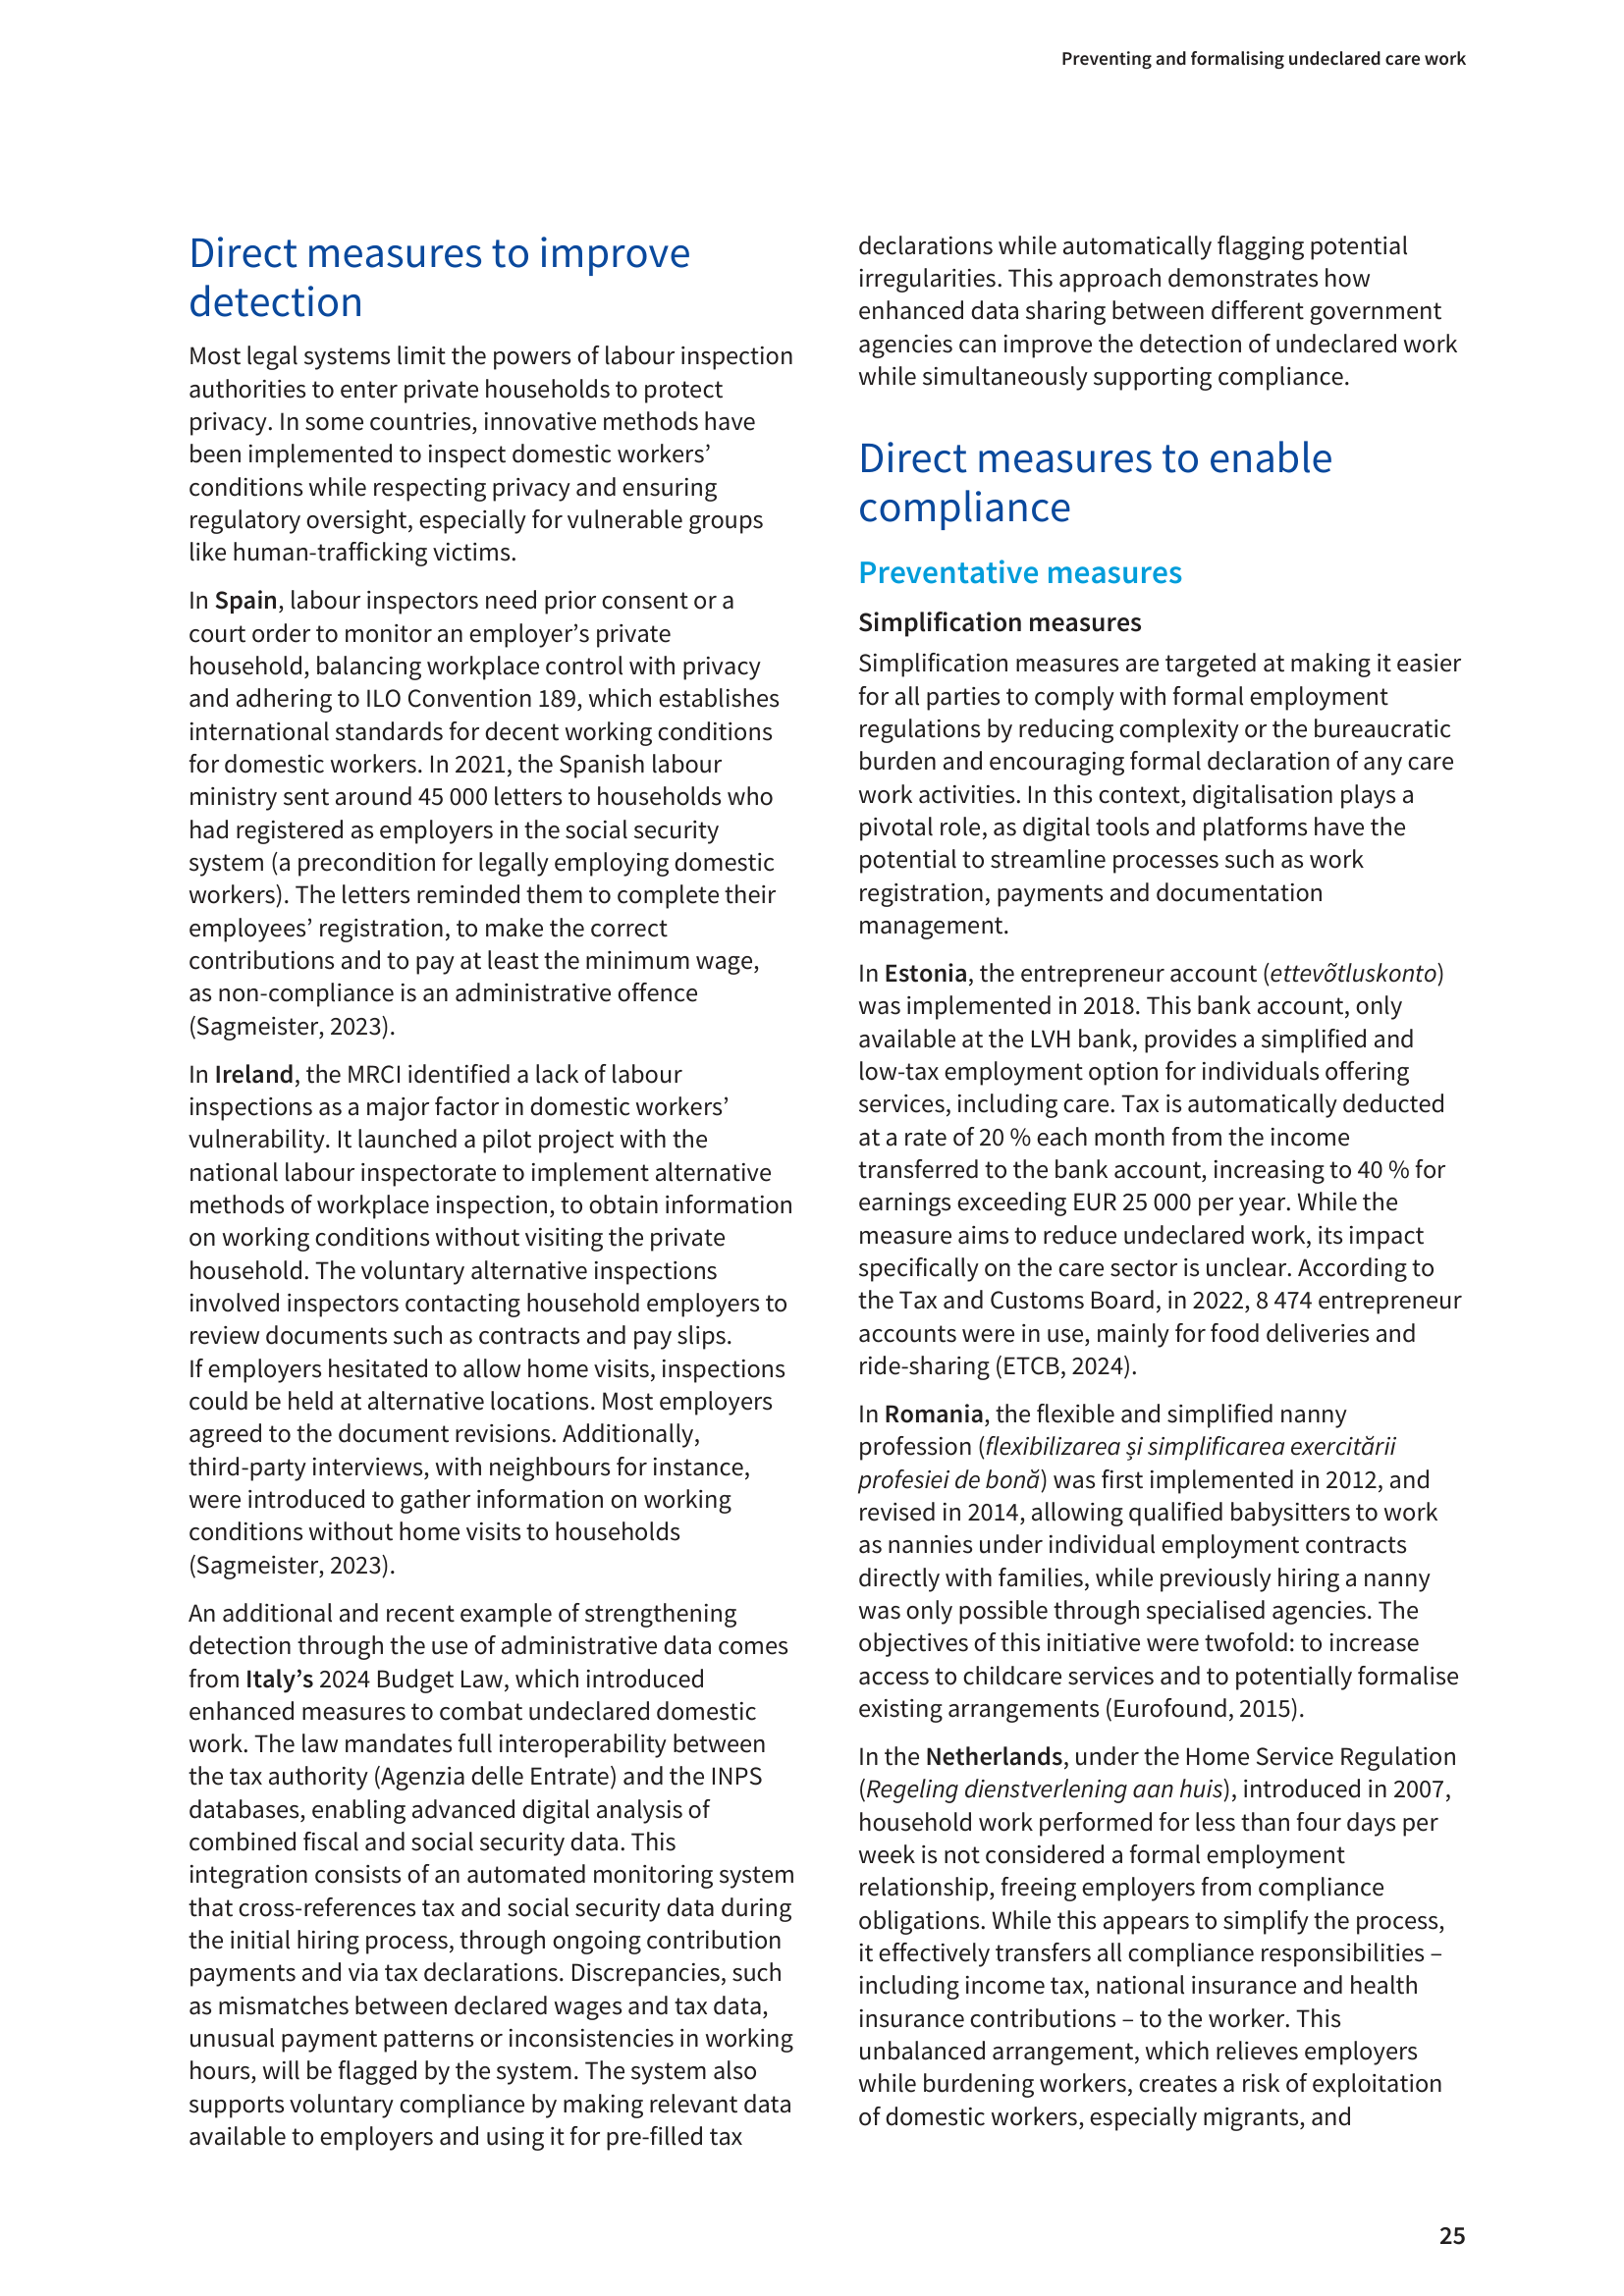 Preventing and formalising undeclared care work
Direct measures to improve
detection
Most legal systems limit the powers of labour inspection
authorities to enter private households to protect
privacy. In some countries, innovative methods have
been implemented to inspect domestic workers’
conditions while respecting privacy and ensuring
regulatory oversight, especially for vulnerable groups
like human-trafficking victims.
In Spain, labour inspectors need prior consent or a
court order to monitor an employer’s private
household, balancing workplace control with privacy
and adhering to ILO Convention 189, which establishes
international standards for decent working conditions
for domestic workers. In 2021, the Spanish labour
ministry sent around 45 000 letters to households who
had registered as employers in the social security
system (a precondition for legally employing domestic
workers). The letters reminded them to complete their
employees’ registration, to make the correct
contributions and to pay at least the minimum wage,
as non-compliance is an administrative offence
(Sagmeister, 2023).
In Ireland, the MRCI identified a lack of labour
inspections as a major factor in domestic workers’
vulnerability. It launched a pilot project with the
national labour inspectorate to implement alternative
methods of workplace inspection, to obtain information
on working conditions without visiting the private
household. The voluntary alternative inspections
involved inspectors contacting household employers to
review documents such as contracts and pay slips.
If employers hesitated to allow home visits, inspections
could be held at alternative locations. Most employers
agreed to the document revisions. Additionally,
third-party interviews, with neighbours for instance,
were introduced to gather information on working
conditions without home visits to households
(Sagmeister, 2023).
An additional and recent example of strengthening
detection through the use of administrative data comes
from Italy’s 2024 Budget Law, which introduced
enhanced measures to combat undeclared domestic
work. The law mandates full interoperability between
the tax authority (Agenzia delle Entrate) and the INPS
databases, enabling advanced digital analysis of
combined fiscal and social security data. This
integration consists of an automated monitoring system
that cross-references tax and social security data during
the initial hiring process, through ongoing contribution
payments and via tax declarations. Discrepancies, such
as mismatches between declared wages and tax data,
unusual payment patterns or inconsistencies in working
hours, will be flagged by the system. The system also
supports voluntary compliance by making relevant data
available to employers and using it for pre-filled tax
declarations while automatically flagging potential
irregularities. This approach demonstrates how
enhanced data sharing between different government
agencies can improve the detection of undeclared work
while simultaneously supporting compliance.
Direct measures to enable
compliance
Preventative measures
Simplification measures
Simplification measures are targeted at making it easier
for all parties to comply with formal employment
regulations by reducing complexity or the bureaucratic
burden and encouraging formal declaration of any care
work activities. In this context, digitalisation plays a
pivotal role, as digital tools and platforms have the
potential to streamline processes such as work
registration, payments and documentation
management.
In Estonia, the entrepreneur account (ettevõtluskonto)
was implemented in 2018. This bank account, only
available at the LVH bank, provides a simplified and
low-tax employment option for individuals offering
services, including care. Tax is automatically deducted
at a rate of 20 % each month from the income
transferred to the bank account, increasing to 40 % for
earnings exceeding EUR 25 000 per year. While the
measure aims to reduce undeclared work, its impact
specifically on the care sector is unclear. According to
the Tax and Customs Board, in 2022, 8 474 entrepreneur
accounts were in use, mainly for food deliveries and
ride-sharing (ETCB, 2024).
In Romania, the flexible and simplified nanny
profession (flexibilizarea și simplificarea exercitării
profesiei de bonă) was first implemented in 2012, and
revised in 2014, allowing qualified babysitters to work
as nannies under individual employment contracts
directly with families, while previously hiring a nanny
was only possible through specialised agencies. The
objectives of this initiative were twofold: to increase
access to childcare services and to potentially formalise
existing arrangements (Eurofound, 2015).
In the Netherlands, under the Home Service Regulation
(Regeling dienstverlening aan huis), introduced in 2007,
household work performed for less than four days per
week is not considered a formal employment
relationship, freeing employers from compliance
obligations. While this appears to simplify the process,
it effectively transfers all compliance responsibilities –
including income tax, national insurance and health
insurance contributions – to the worker. This
unbalanced arrangement, which relieves employers
while burdening workers, creates a risk of exploitation
of domestic workers, especially migrants, and
25